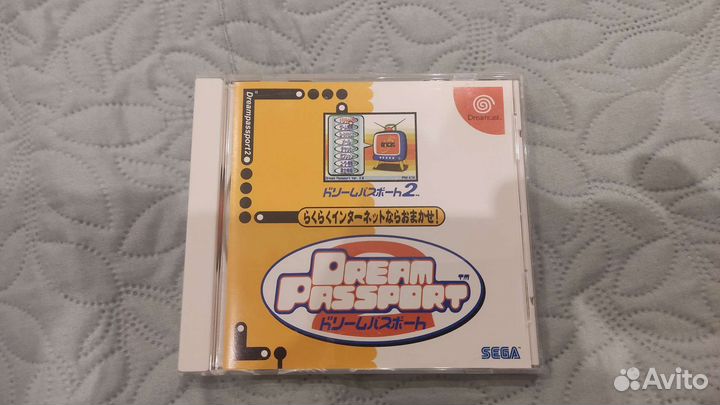 Dreampassport2
Dreamcast
ドリームパスポート2
らくらくインターネットならおまかせ!
DREAM
PASSPORT™
ドリームパスポート
SEGA
Avito